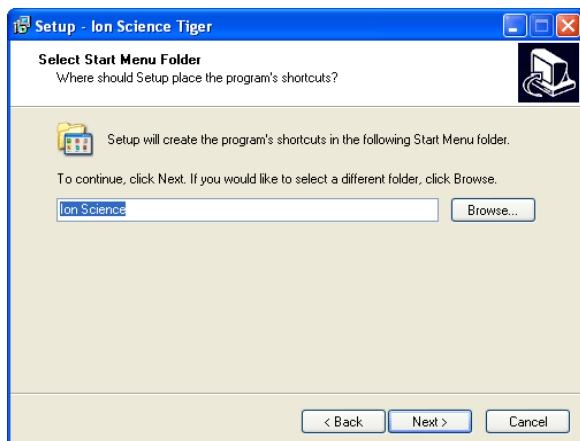 Setup - Ion Science Tiger
Select Start Menu Folder
Where should Setup place the program's shortcuts?
Setup will create the program's shortcuts in the following Start Menu folder.
To continue, click Next. If you would like to select a different folder, click Browse.
Ion Science
Browse...
< Back
Next >
Cancel